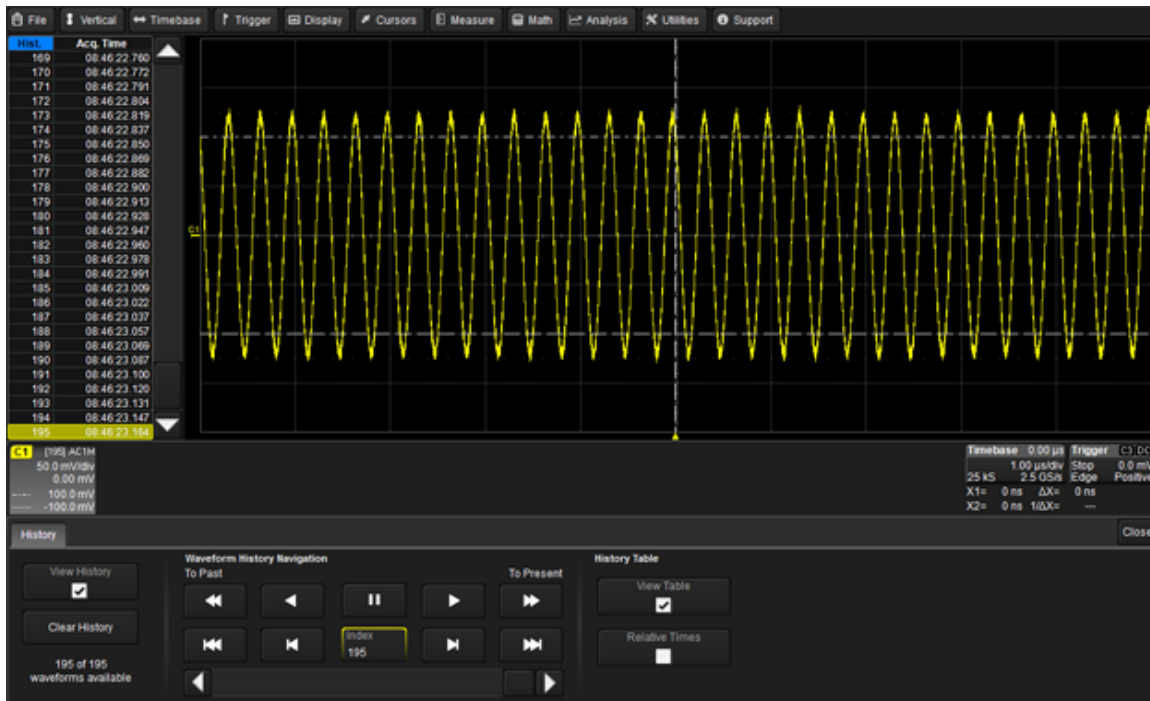 File Vertical Timebase Trigger Display Cursors Measure Math Analysis Utilities Support
Hist. Acq. Time
169 08:46:22.760
170 08:46:22.772
171 08:46:22.791
172 08:46:22.804
173 08:46:22.819
174 08:46:22.837
175 08:46:22.850
176 08:46:22.869
177 08:46:22.882
178 08:46:22.900
179 08:46:22.913
180 08:46:22.928
181 08:46:22.947
182 08:46:22.960
183 08:46:22.978
184 08:46:22.991
185 08:46:23.009
186 08:46:23.022
187 08:46:23.037
188 08:46:23.057
189 08:46:23.069
190 08:46:23.087
191 08:46:23.100
192 08:46:23.120
193 08:46:23.131
194 08:46:23.147
195 08:46:23.164
C1
C1 [195] AC1M
50.0 mV/div
0.00 mV
100.0 mV
-100.0 mV
Timebase 0.00 µs
1.00 µs/div
25 kS 2.5 GS/s
Trigger C3 DC
Stop 0.0 mV
Edge Positive
X1= 0 ns ΔX= 0 ns
X2= 0 ns 1/ΔX= ---
History
Close
View History
Clear History
195 of 195
waveforms available
Waveform History Navigation
To Past To Present
Index
195
History Table
View Table
Relative Times